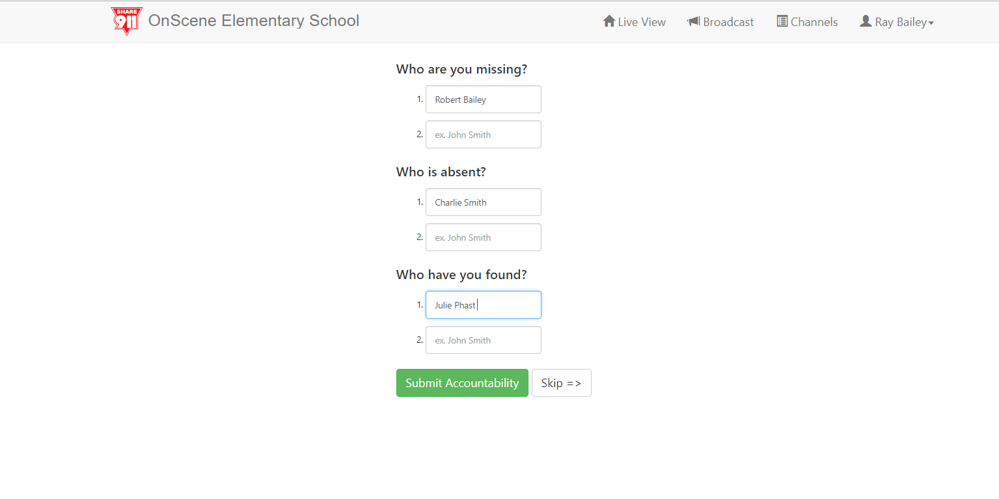 SHARE
911
OnScene Elementary School
Live View
Broadcast
Channels
Ray Bailey
Who are you missing?
1. Robert Bailey
2. ex. John Smith
Who is absent?
1. Charlie Smith
2. ex. John Smith
Who have you found?
1. Julie Phast
2. ex. John Smith
Submit Accountability
Skip =>